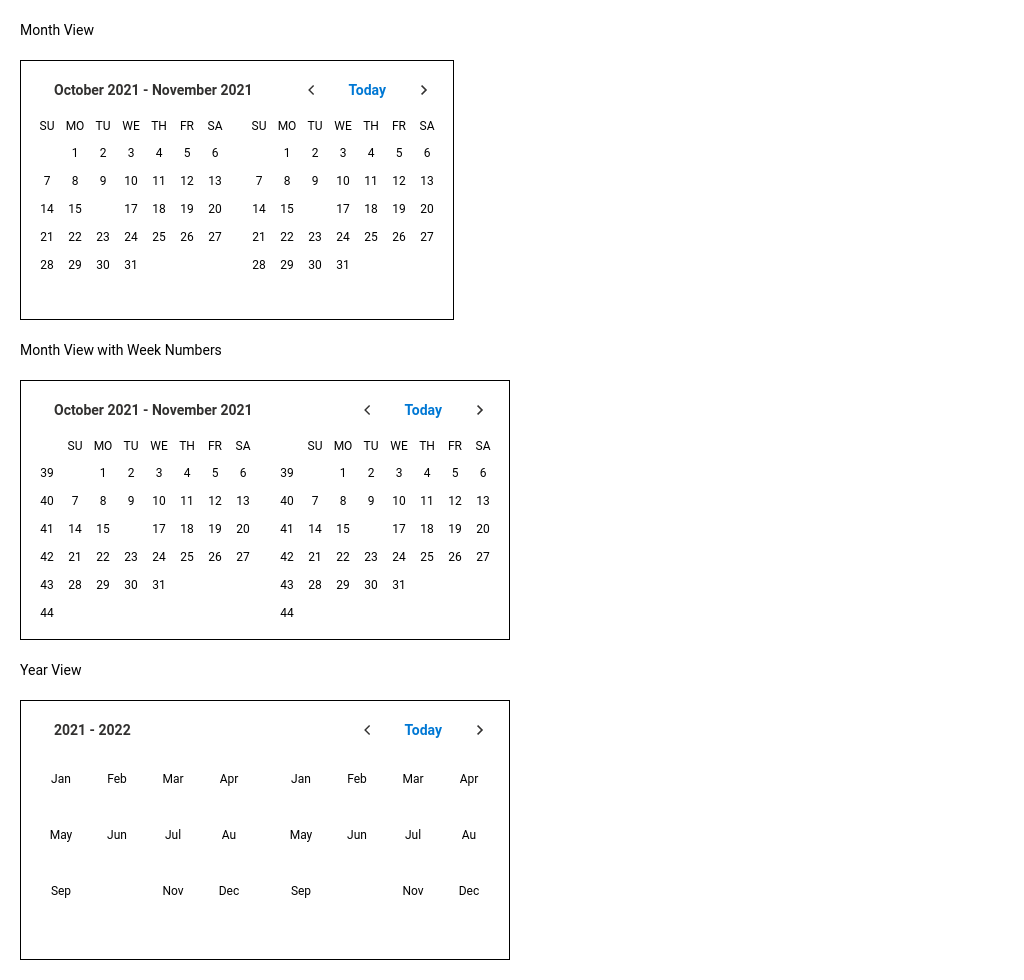 Month View
October 2021 - November 2021 Today
SU MO TU WE TH FR SA SU MO TU WE TH FR SA
1 2 3 4 5 6 1 2 3 4 5 6
7 8 9 10 11 12 13 7 8 9 10 11 12 13
14 15 17 18 19 20 14 15 17 18 19 20
21 22 23 24 25 26 27 21 22 23 24 25 26 27
28 29 30 31 28 29 30 31
Month View with Week Numbers
October 2021 - November 2021 Today
SU MO TU WE TH FR SA SU MO TU WE TH FR SA
39 1 2 3 4 5 6 39 1 2 3 4 5 6
40 7 8 9 10 11 12 13 40 7 8 9 10 11 12 13
41 14 15 17 18 19 20 41 14 15 17 18 19 20
42 21 22 23 24 25 26 27 42 21 22 23 24 25 26 27
43 28 29 30 31 43 28 29 30 31
44 44
Year View
2021 - 2022 Today
Jan Feb Mar Apr Jan Feb Mar Apr
May Jun Jul Au May Jun Jul Au
Sep Nov Dec Sep Nov Dec